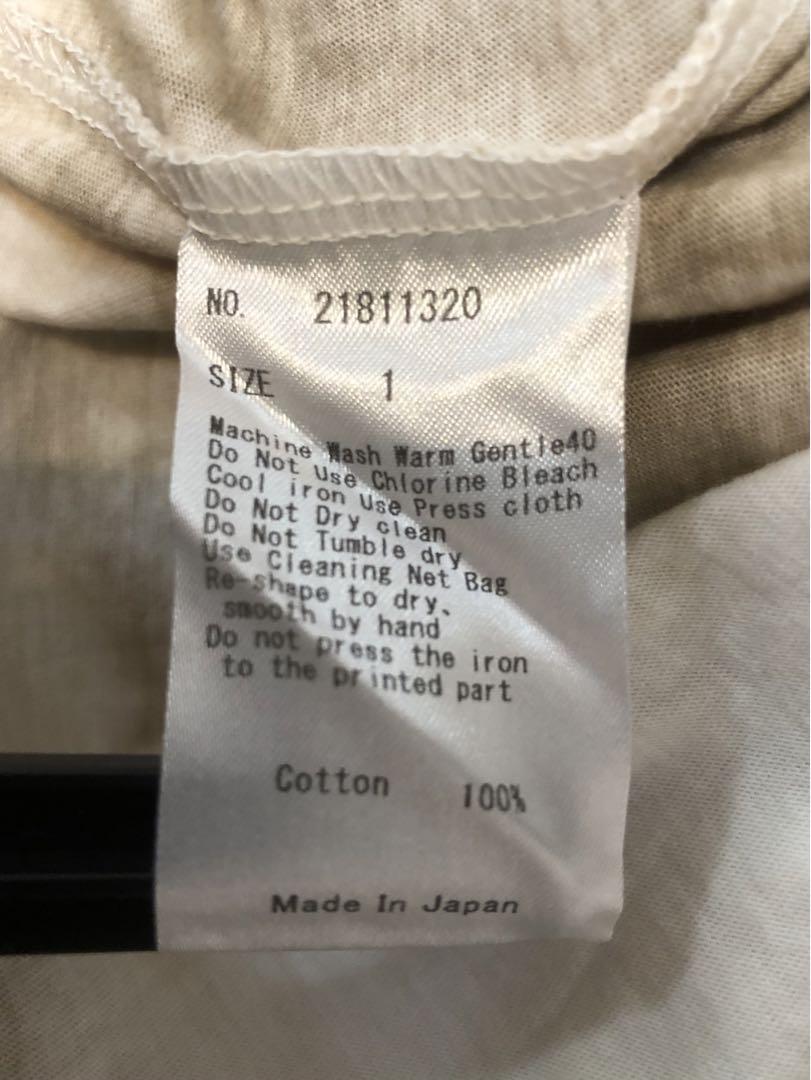 NO. 21811320
SIZE 1
Machine Wash Warm Gentle40
Do Not Use Chlorine Bleach
Cool iron Use Press cloth
Do Not Dry clean
Do Not Tumble dry
Use Cleaning Net Bag
Re-shape to dry、
smooth by hand
Do not press the iron
to the printed part
Cotton 100%
Made In Japan